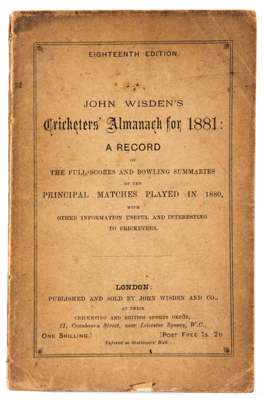 EIGHTEENTH EDITION.
JOHN WISDEN'S
Cricketers' Almanack for 1881:
A RECORD
OF
THE FULL SCORES AND BOWLING SUMMARIES
OF THE
PRINCIPAL MATCHES PLAYED IN 1880,
WITH
OTHER INFORMATION USEFUL AND INTERESTING
TO CRICKETERS.
LONDON:
PUBLISHED AND SOLD BY JOHN WISDEN AND CO.,
AT THEIR
CRICKETING AND BRITISH SPORTS DEPÔT,
21, Cranbourn Street, near Leicester Square, W.C.,
ONE SHILLING.] [POST FREE 1S. 2D
Entered at Stationers' Hall.